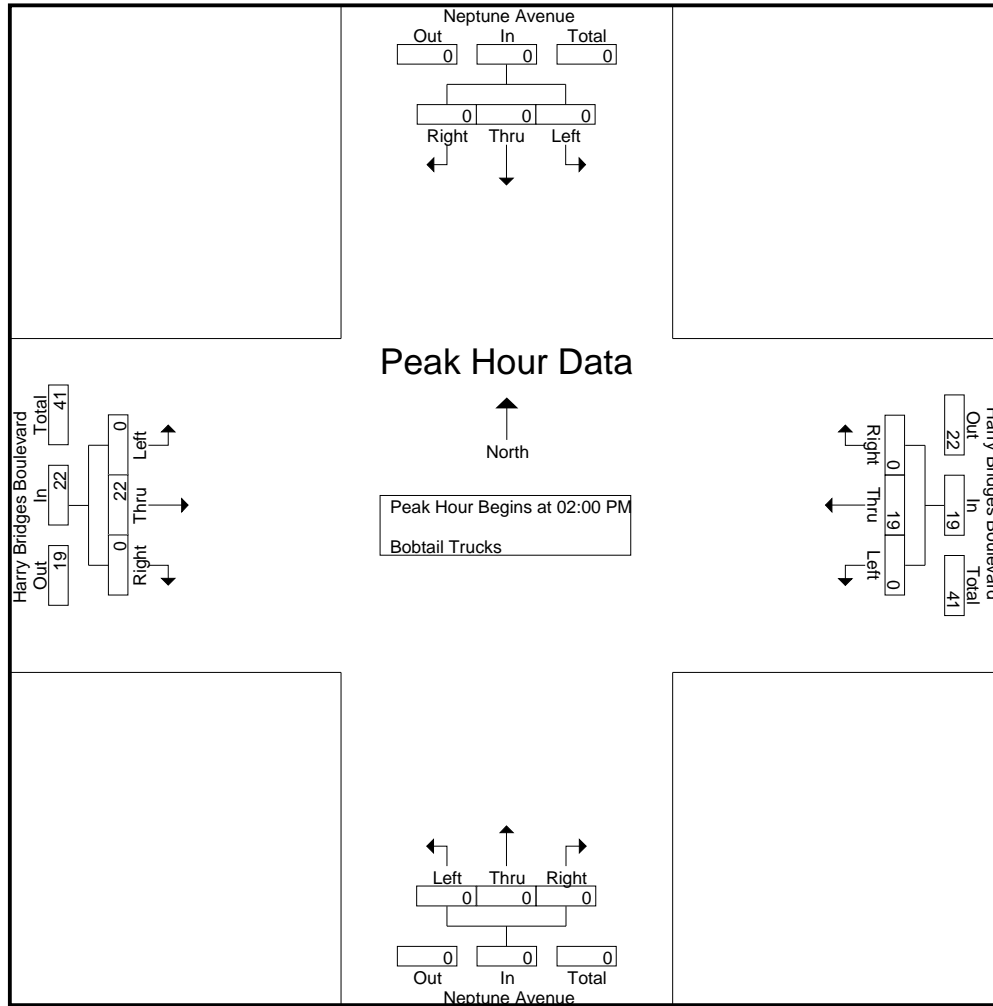 Neptune Avenue
Out In Total
0 0 0
0 0 0
Right Thru Left
Peak Hour Data
North
Peak Hour Begins at 02:00 PM
Bobtail Trucks
Harry Bridges Boulevard
Out In Total
19 22 41
0 22 0
Right Thru Left
Harry Bridges Boulevard
Out In Total
22 19 41
0 19 0
Right Thru Left
Left Thru Right
0 0 0
0 0 0
Out In Total
Neptune Avenue